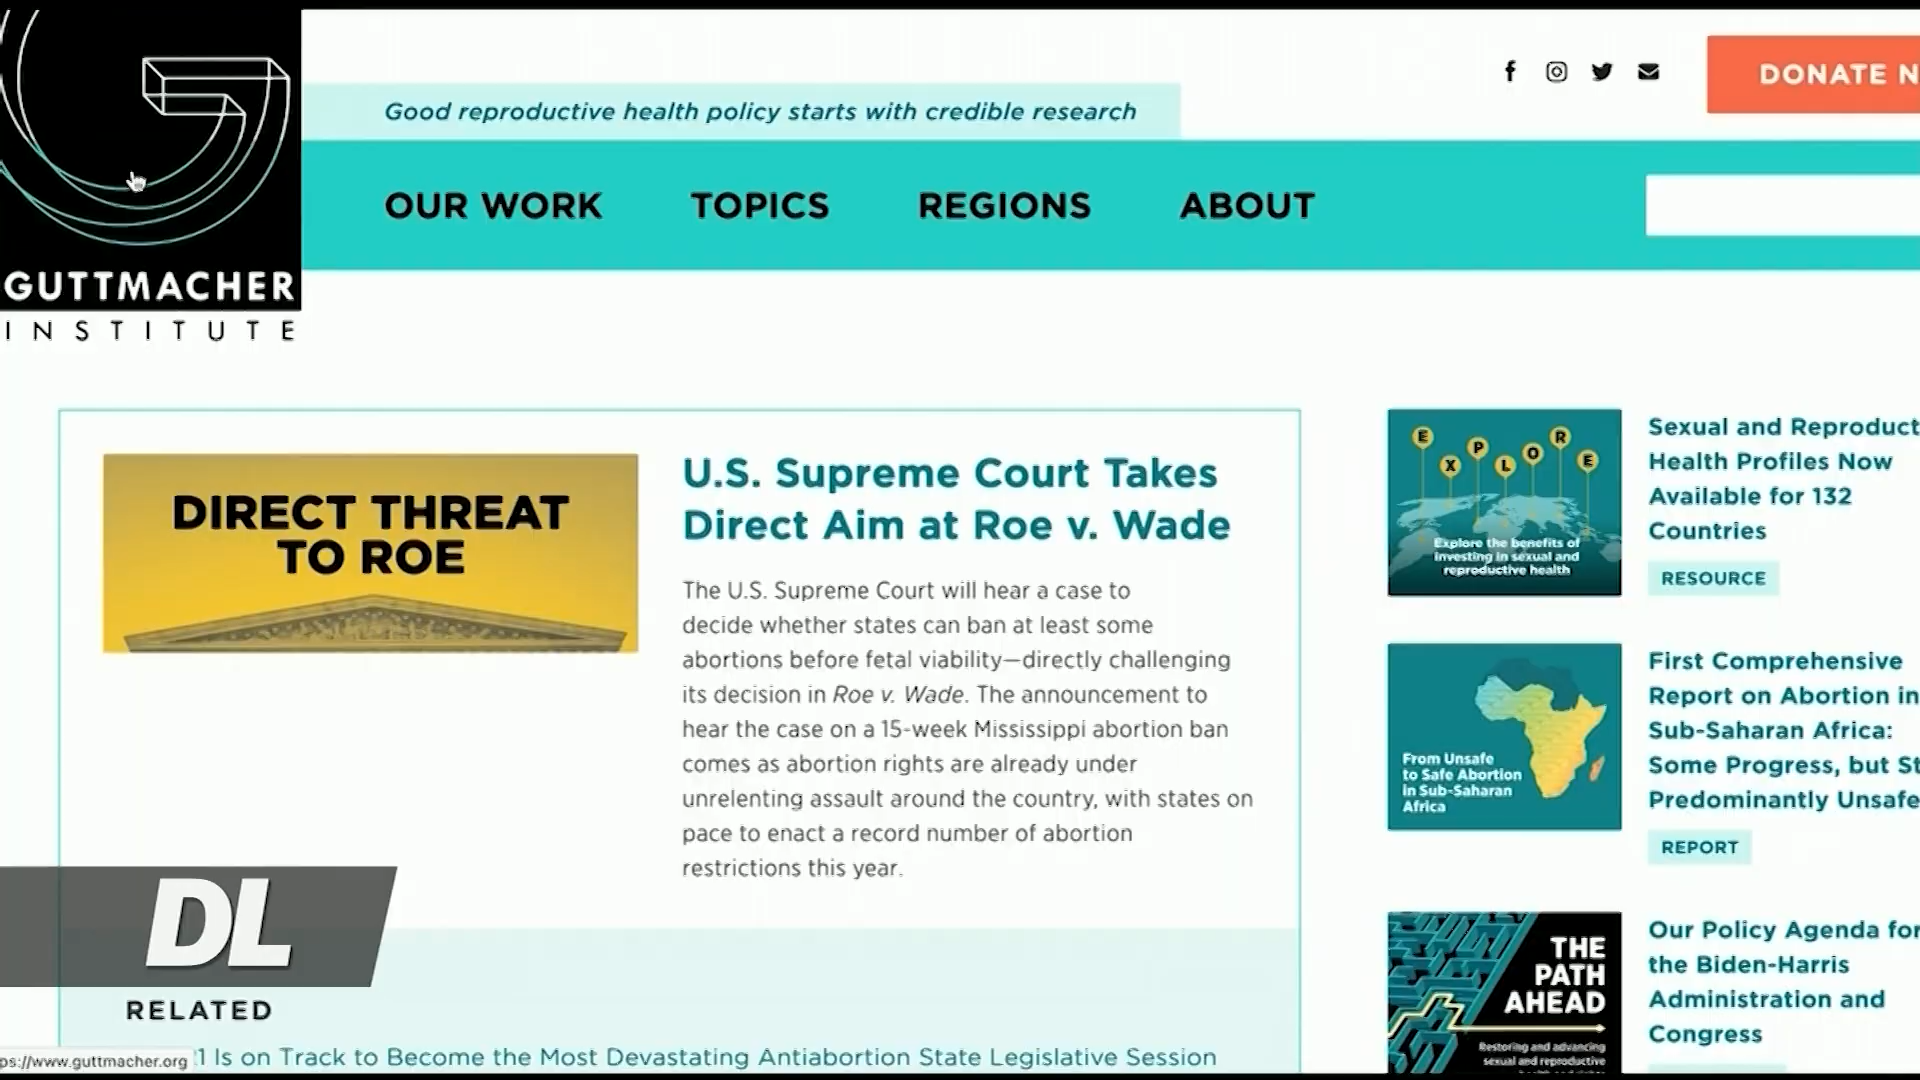 Good reproductive health policy starts with credible research
DONATE N
OUR WORK
TOPICS
REGIONS
ABOUT
GUTTMACHER
INSTITUTE
DIRECT THREAT
TO ROE
U.S. Supreme Court Takes
Direct Aim at Roe v. Wade
The U.S. Supreme Court will hear a case to
decide whether states can ban at least some
abortions before fetal viability—directly challenging
its decision in Roe v. Wade. The announcement to
hear the case on a 15-week Mississippi abortion ban
comes as abortion rights are already under
unrelenting assault around the country, with states on
pace to enact a record number of abortion
restrictions this year.
EXPLORE
Explore the benefits of
investing in sexual and
reproductive health
Sexual and Reproduct
Health Profiles Now
Available for 132
Countries
RESOURCE
From Unsafe
to Safe Abortion
in Sub-Saharan
Africa
First Comprehensive
Report on Abortion in
Sub-Saharan Africa:
Some Progress, but St
Predominantly Unsafe
REPORT
THE
PATH
AHEAD
Restoring and advancing
sexual and reproductive
Our Policy Agenda for
the Biden-Harris
Administration and
Congress
DL
RELATED
ps://www.guttmacher.org
21 Is on Track to Become the Most Devastating Antiabortion State Legislative Session